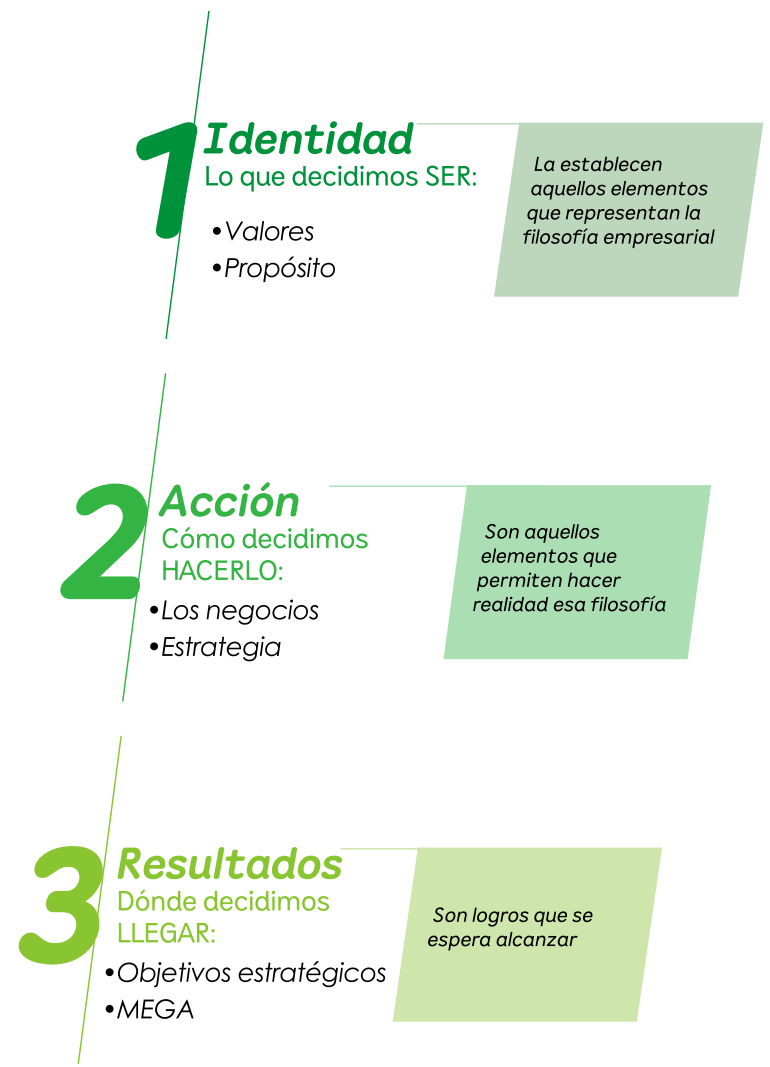 1
Identidad
Lo que decidimos SER:
•Valores
•Propósito
La establecen
aquellos elementos
que representan la
filosofía empresarial
2
Acción
Cómo decidimos
HACERLO:
•Los negocios
•Estrategia
Son aquellos
elementos que
permiten hacer
realidad esa filosofía
3
Resultados
Dónde decidimos
LLEGAR:
•Objetivos estratégicos
•MEGA
Son logros que se
espera alcanzar